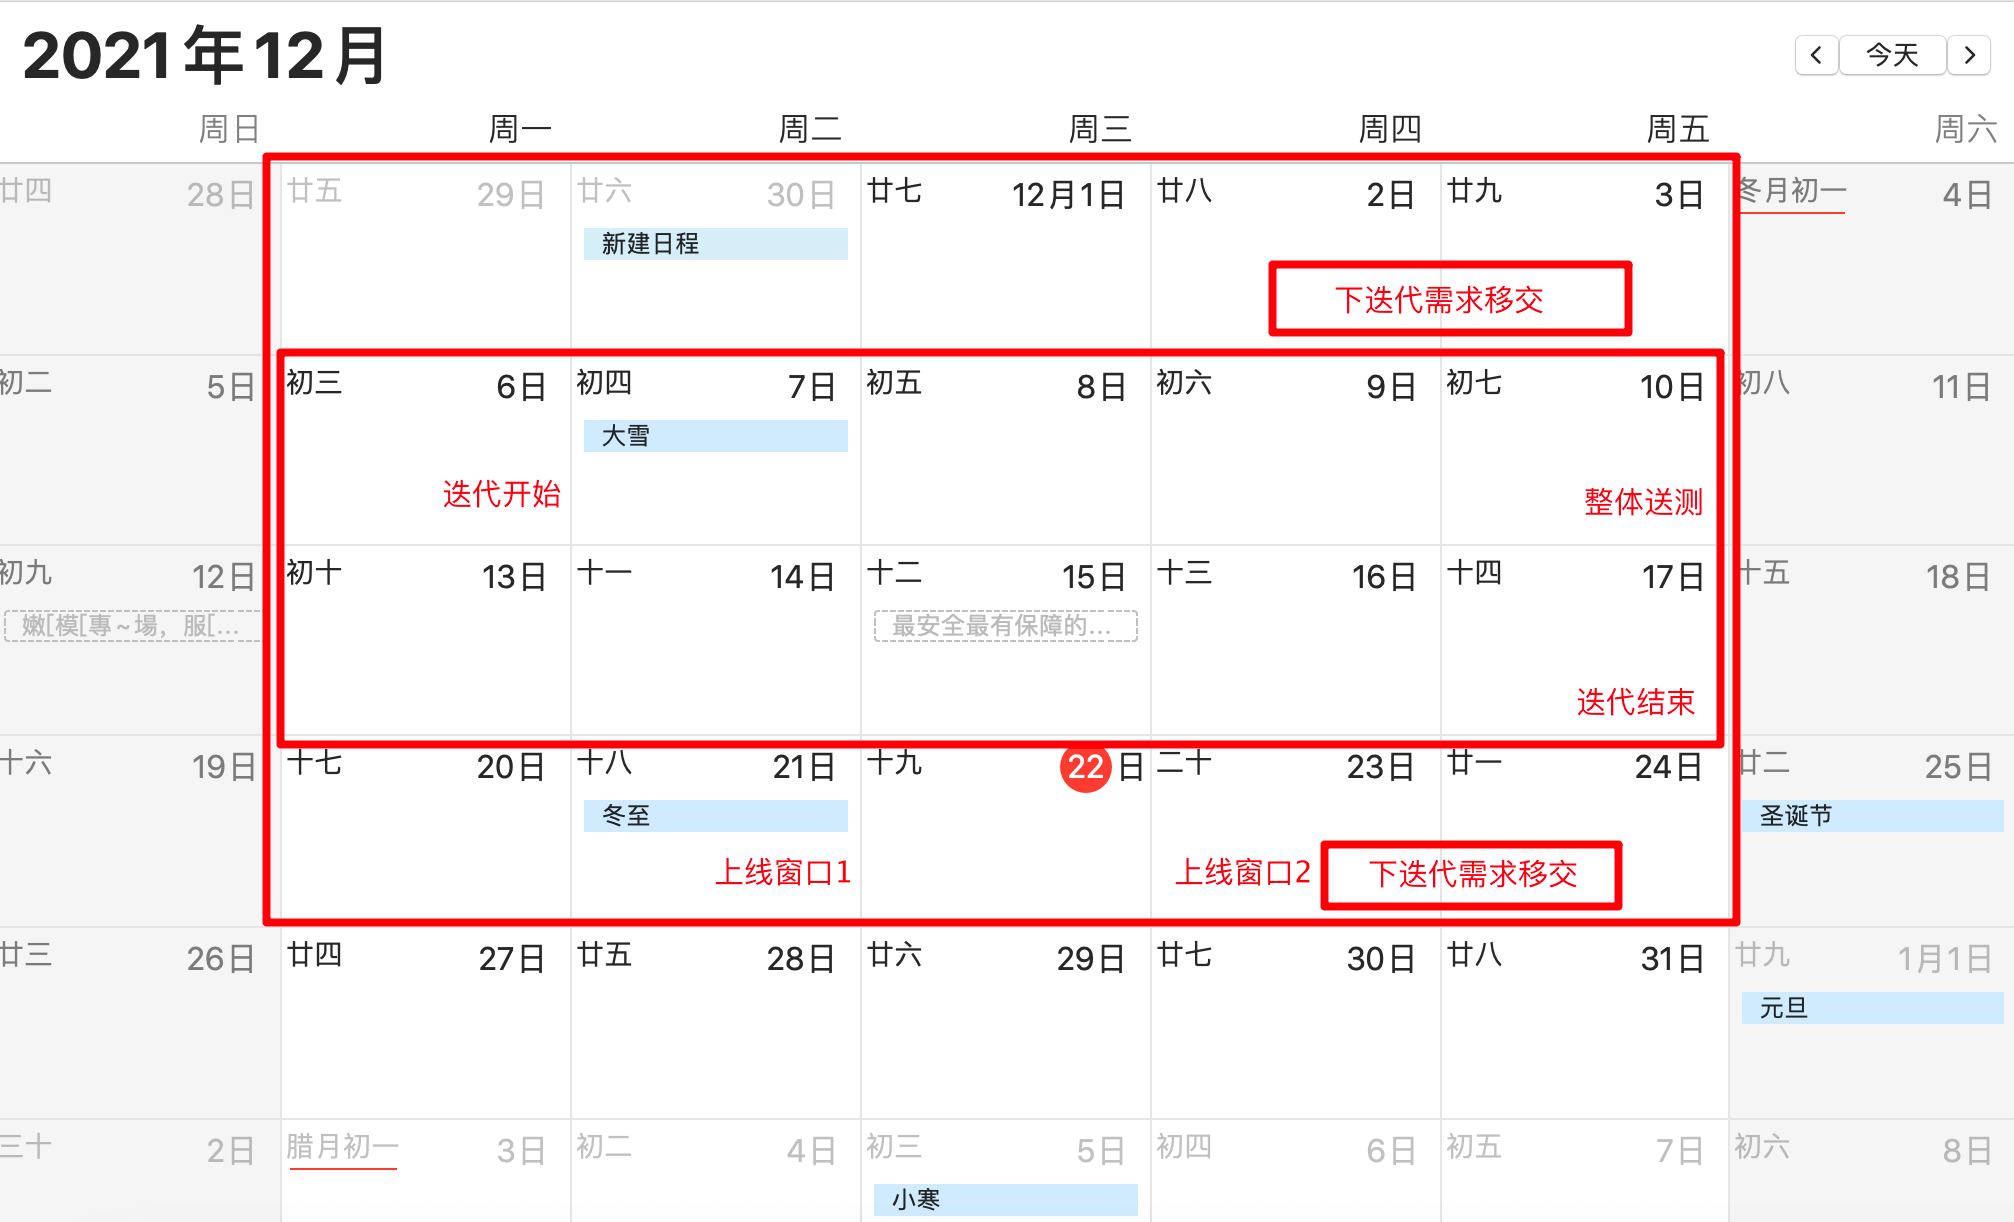 2021年12月
今天
周日 周一 周二 周三 周四 周五 周六
廿四 28日 廿五 29日 廿六 30日 廿七 12月1日 廿八 2日 廿九 3日 冬月初一 4日
新建日程
下迭代需求移交
初二 5日 初三 6日 初四 7日 初五 8日 初六 9日 初七 10日 初八 11日
大雪
迭代开始 整体送测
初九 12日 初十 13日 十一 14日 十二 15日 十三 16日 十四 17日 十五 18日
嫩[模[專~場，服[... 最安全最有保障的...
迭代结束
十六 19日 十七 20日 十八 21日 十九 22日 二十 23日 廿一 24日 廿二 25日
冬至 圣诞节
上线窗口1 上线窗口2 下迭代需求移交
廿三 26日 廿四 27日 廿五 28日 廿六 29日 廿七 30日 廿八 31日 廿九 1月1日
元旦
三十 2日 腊月初一 3日 初二 4日 初三 5日 初四 6日 初五 7日 初六 8日
小寒